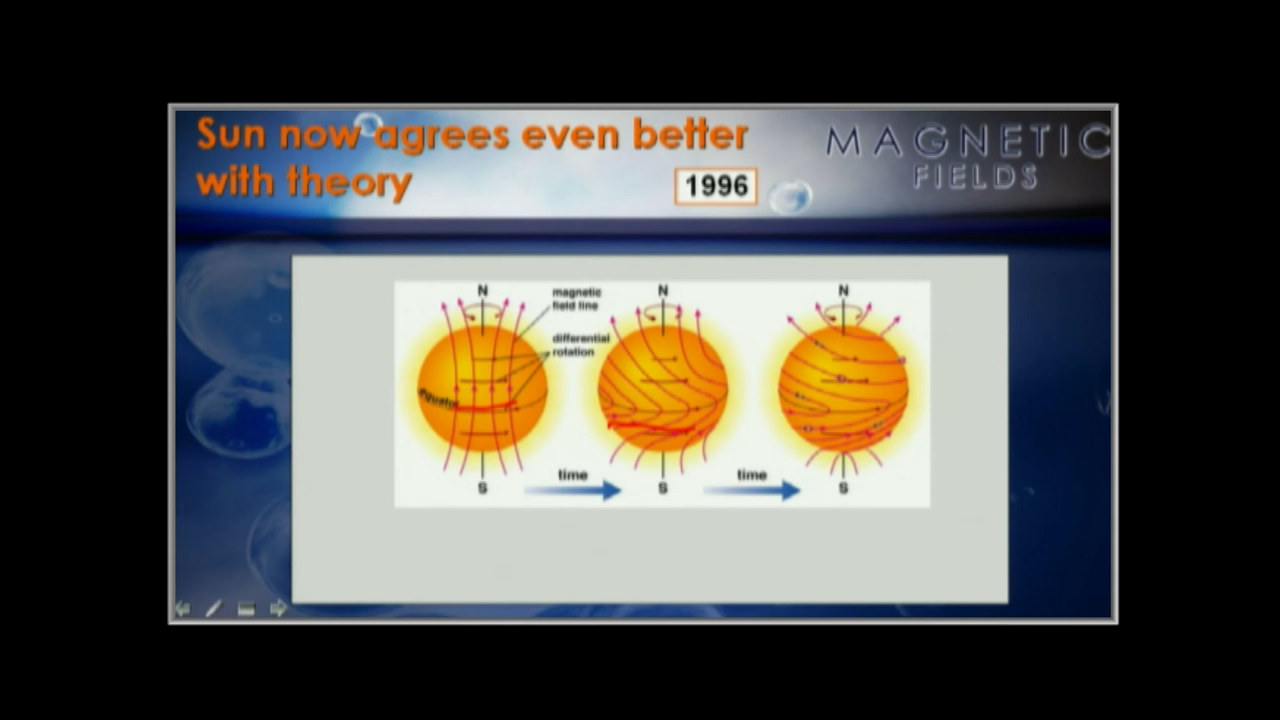 Sun now agrees even better
with theory
1996
MAGNETIC
FIELDS
N
magnetic
field line
differential
rotation
equator
S
time
N
S
time
N
S